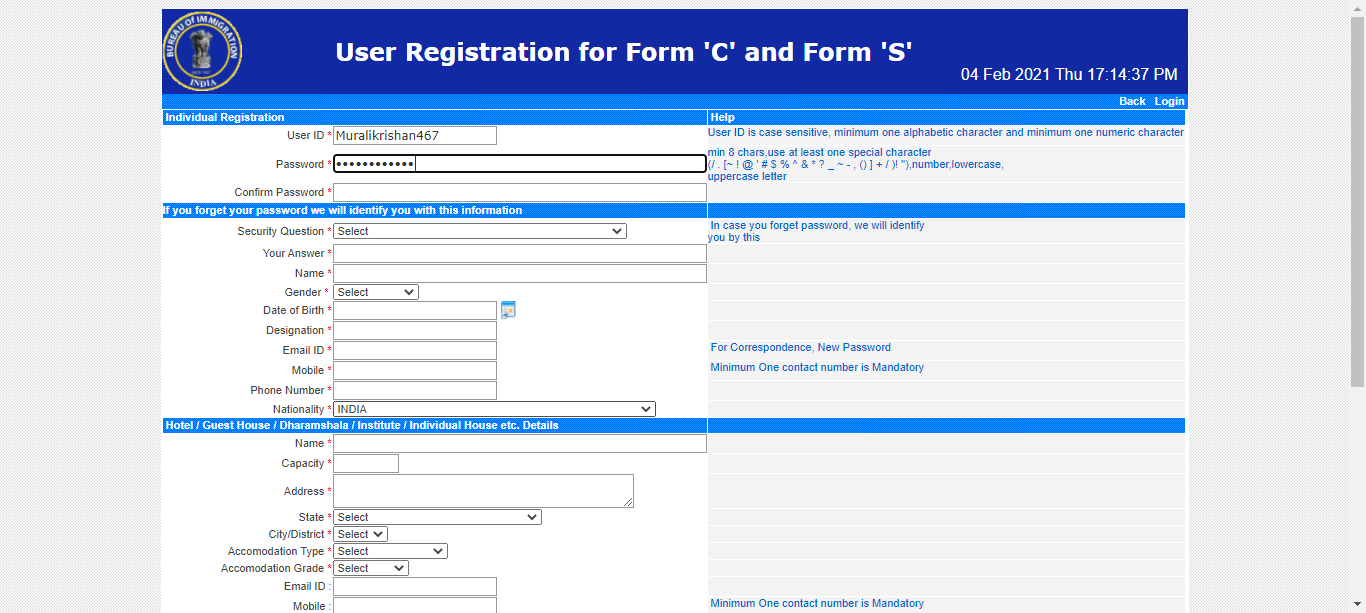 BUREAU OF IMMIGRATION
INDIA
User Registration for Form 'C' and Form 'S'
04 Feb 2021 Thu 17:14:37 PM
Back Login
Individual Registration Help
User ID * Muralikrishan467 User ID is case sensitive, minimum one alphabetic character and minimum one numeric character
Password * •••••••••••• min 8 chars,use at least one special character
(/ . [~ ! @ ' # $ % ^ & * ? _ ~ - , () ] + / )! "),number,lowercase,
uppercase letter
Confirm Password *
If you forget your password we will identify you with this information
Security Question * Select In case you forget password, we will identify
you by this
Your Answer *
Name *
Gender * Select
Date of Birth *
Designation *
Email ID * For Correspondence, New Password
Mobile * Minimum One contact number is Mandatory
Phone Number *
Nationality * INDIA
Hotel / Guest House / Dharamshala / Institute / Individual House etc. Details
Name *
Capacity *
Address *
State * Select
City/District * Select
Accomodation Type * Select
Accomodation Grade * Select
Email ID :
Mobile : Minimum One contact number is Mandatory